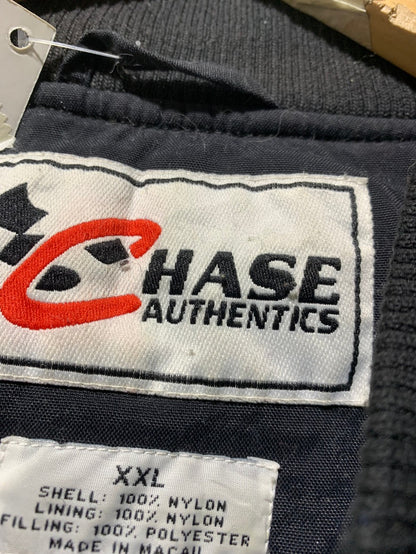 CHASE
AUTHENTICS
XXL
SHELL: 100% NYLON
LINING: 100% NYLON
FILLING: 100% POLYESTER
MADE IN MACAU